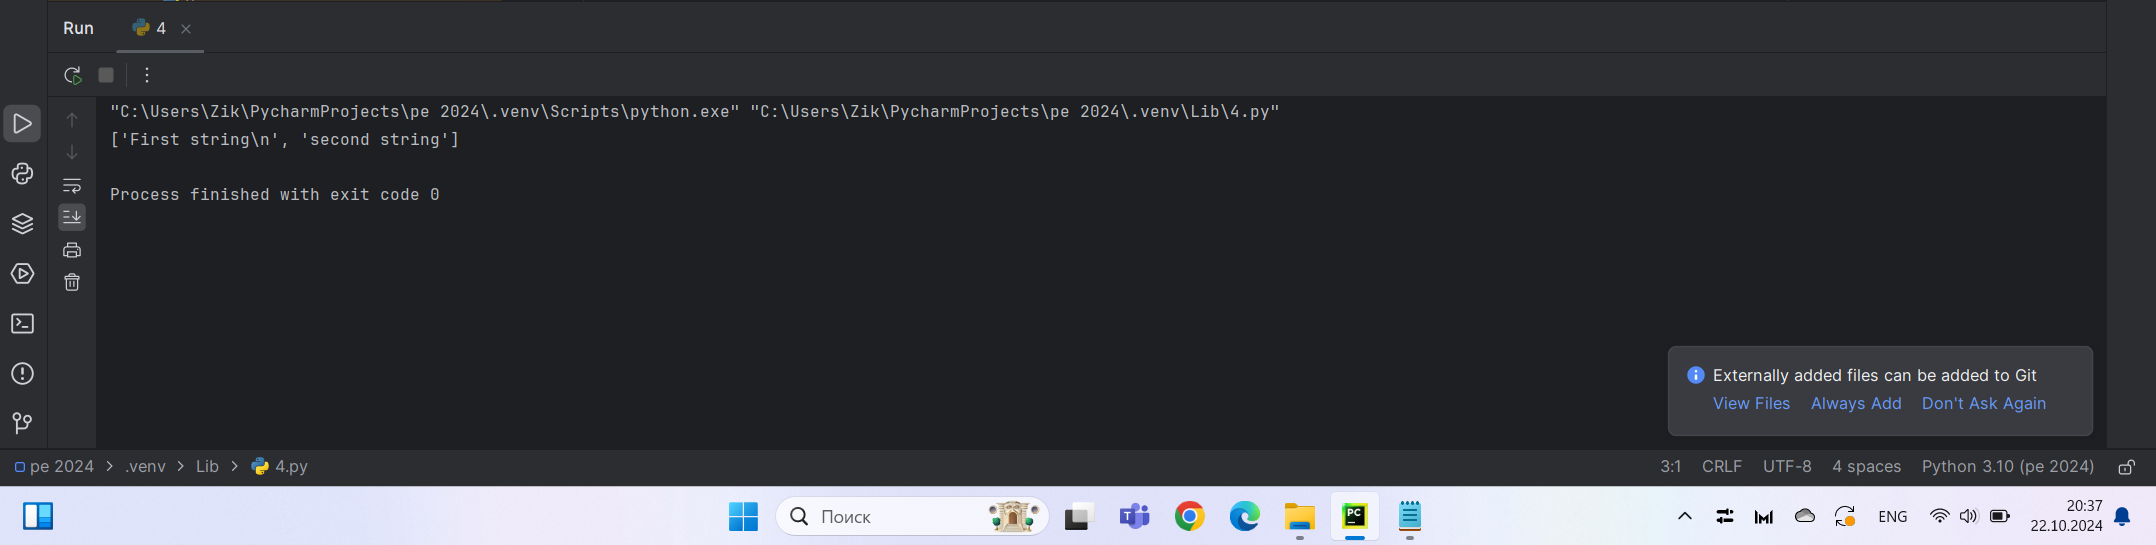 Run
4
"C:\Users\Zik\PycharmProjects\pe 2024\.venv\Scripts\python.exe" "C:\Users\Zik\PycharmProjects\pe 2024\.venv\Lib\4.py"
['First string\n', 'second string']
Process finished with exit code 0
Externally added files can be added to Git
View Files Always Add Don't Ask Again
pe 2024 > .venv > Lib > 4.py
3:1 CRLF UTF-8 4 spaces Python 3.10 (pe 2024)
Поиск
ENG
20:37
22.10.2024